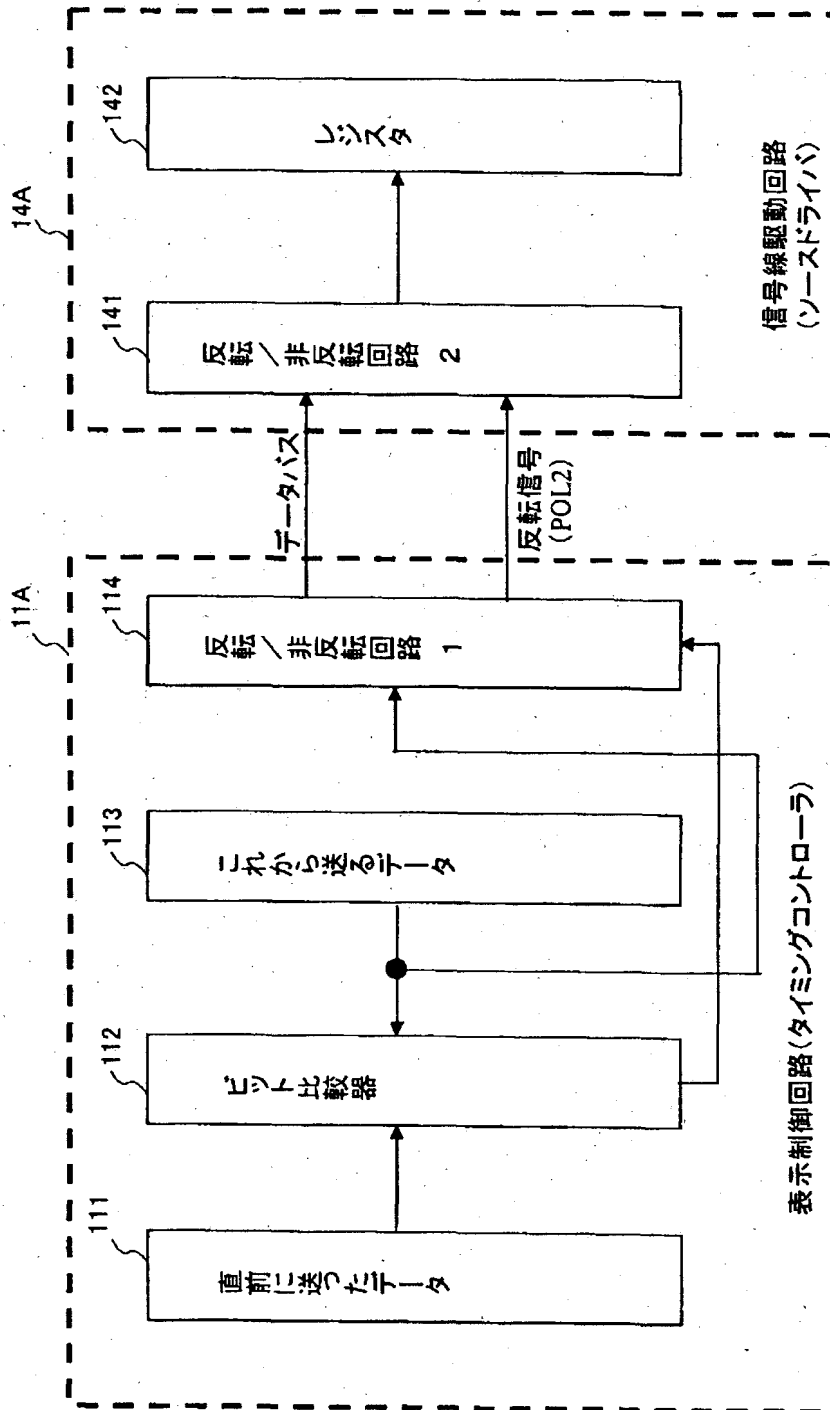 11A
14A
111
112
113
114
141
142
直前に送ったデータ
ビット比較器
これから送るデータ
反転／非反転回路 1
データバス
反転信号
(POL2)
反転／非反転回路 2
レジスタ
表示制御回路(タイミングコントローラ)
信号線駆動回路
(ソースドライバ)